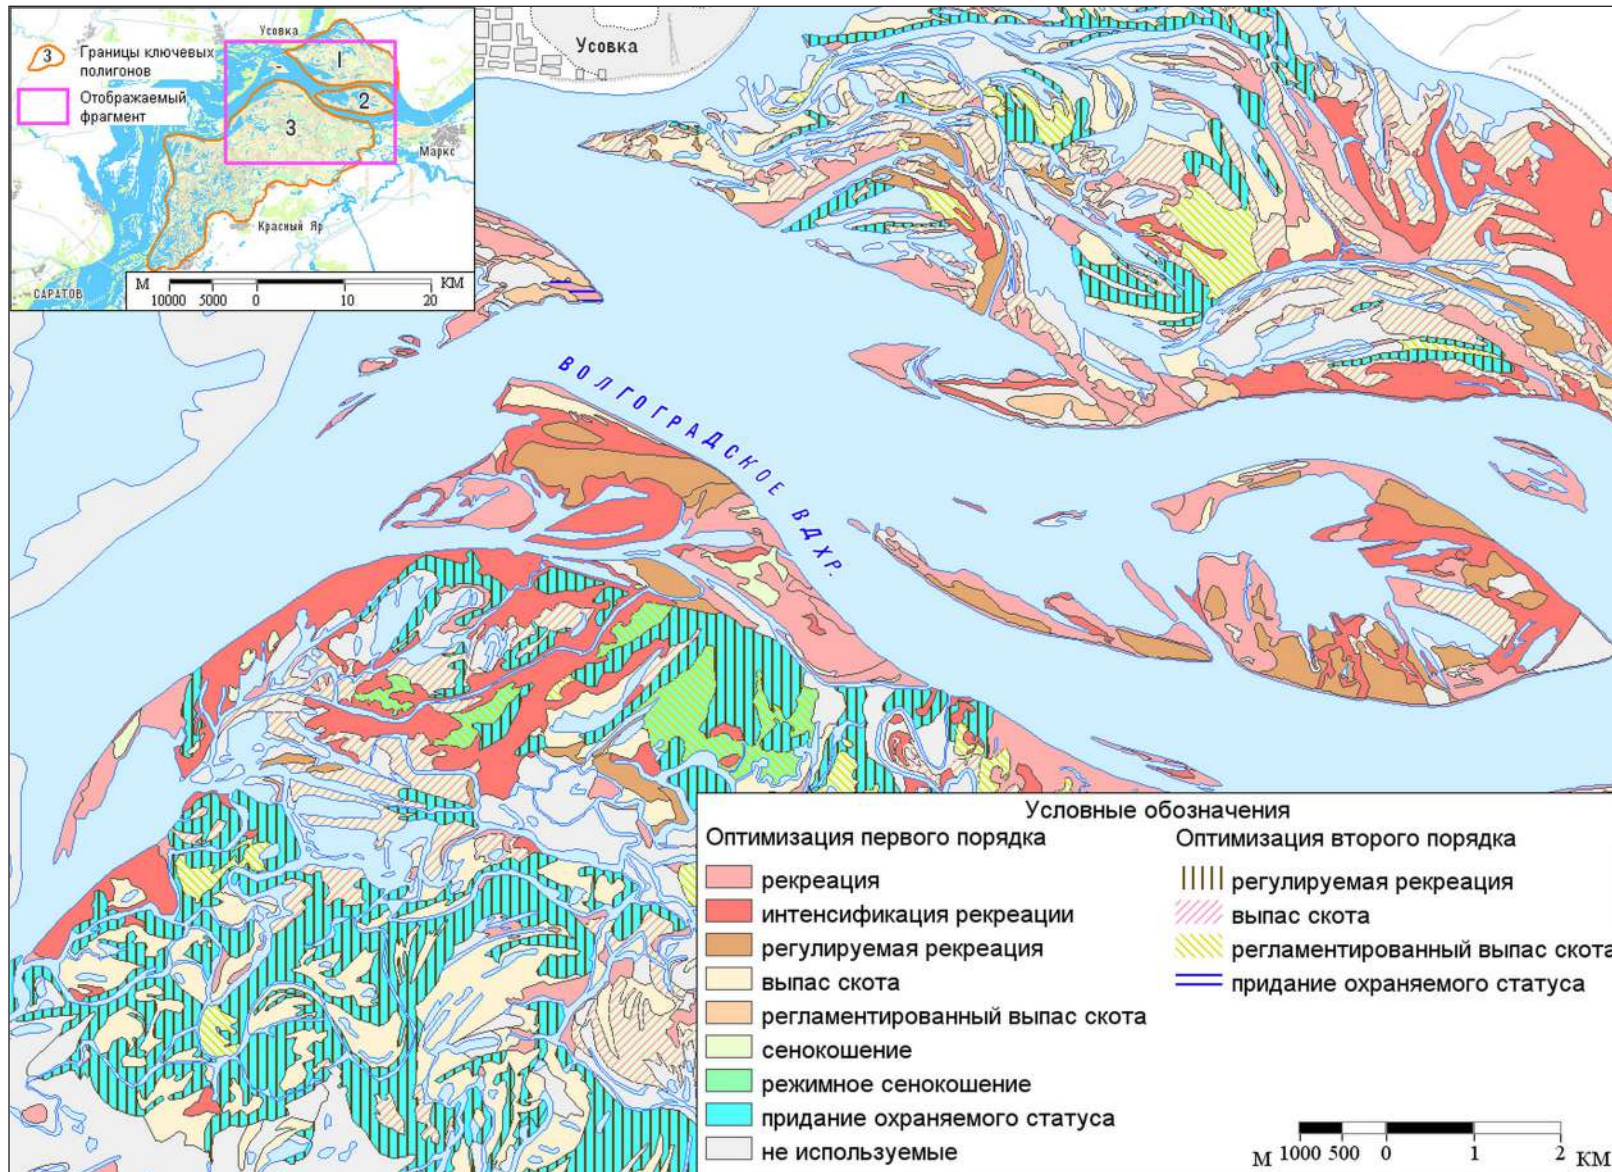 Усовка
3
Границы ключевых
полигонов
Отображаемый
фрагмент
1
2
3
Маркс
Красный Яр
САРАТОВ
М
КМ
10000 5000 0 10 20
Усовка
ВОЛГОГРАДСКОЕ ВДХР.
Условные обозначения
Оптимизация первого порядка
рекреация
интенсификация рекреации
регулируемая рекреация
выпас скота
регламентированный выпас скота
сенокошение
режимное сенокошение
придание охраняемого статуса
не используемые
Оптимизация второго порядка
регулируемая рекреация
выпас скота
регламентированный выпас скота
придание охраняемого статуса
М 1000 500 0 1 2 КМ